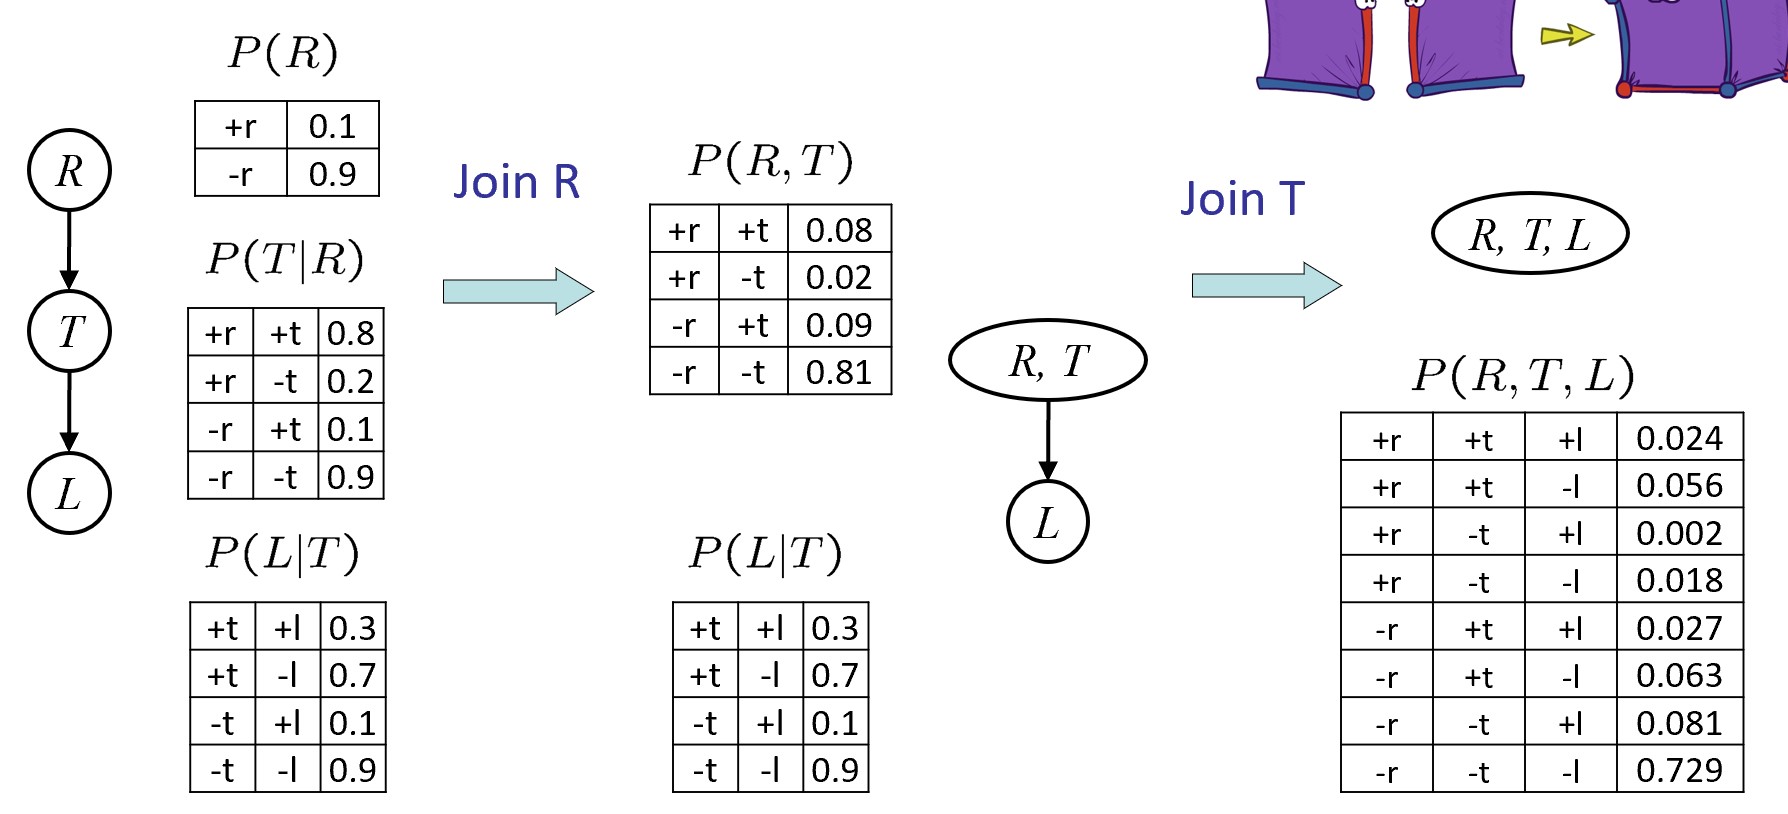 P(R)
+r 0.1
-r 0.9
R
T
L
P(T|R)
+r +t 0.8
+r -t 0.2
-r +t 0.1
-r -t 0.9
P(L|T)
+t +l 0.3
+t -l 0.7
-t +l 0.1
-t -l 0.9
Join R
P(R, T)
+r +t 0.08
+r -t 0.02
-r +t 0.09
-r -t 0.81
P(L|T)
+t +l 0.3
+t -l 0.7
-t +l 0.1
-t -l 0.9
R, T
L
Join T
R, T, L
P(R, T, L)
+r +t +l 0.024
+r +t -l 0.056
+r -t +l 0.002
+r -t -l 0.018
-r +t +l 0.027
-r +t -l 0.063
-r -t +l 0.081
-r -t -l 0.729